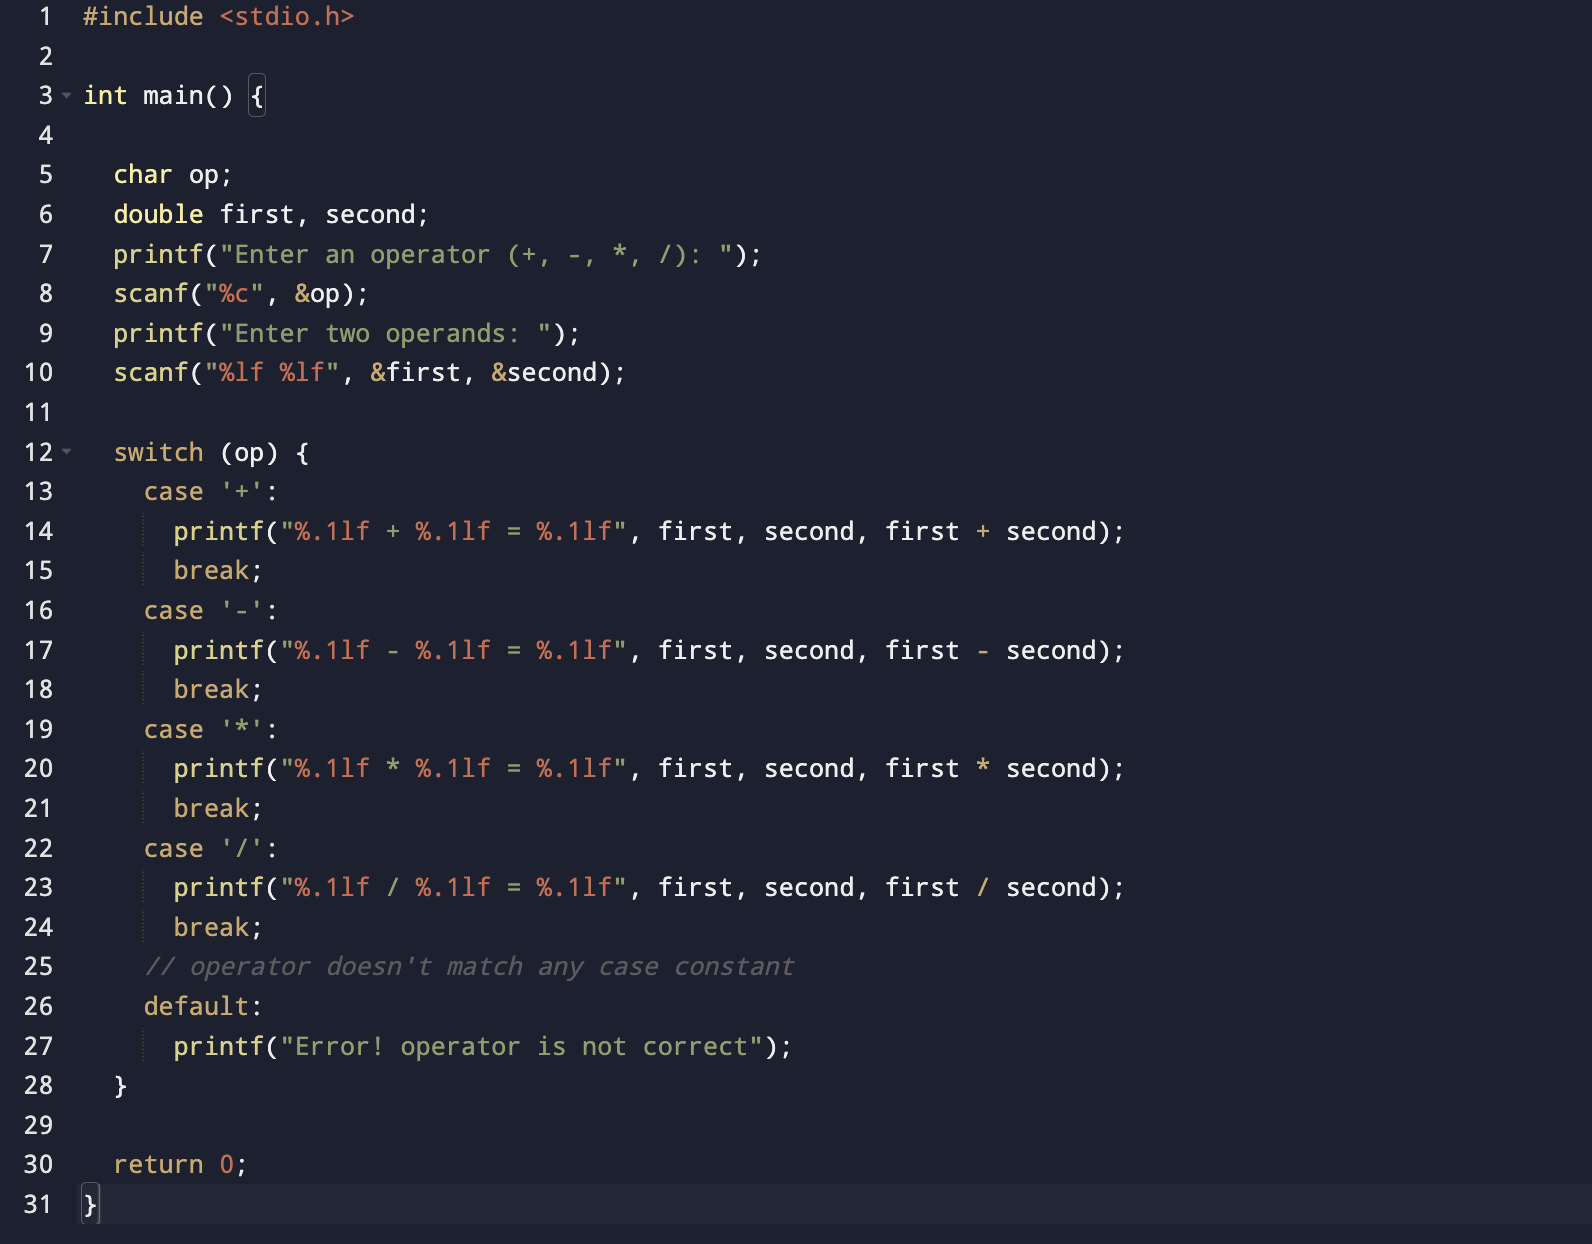 1 #include <stdio.h>
2
3 int main() {
4
5   char op;
6   double first, second;
7   printf("Enter an operator (+, -, *, /): ");
8   scanf("%c", &op);
9   printf("Enter two operands: ");
10   scanf("%lf %lf", &first, &second);
11
12   switch (op) {
13     case '+':
14       printf("%.1lf + %.1lf = %.1lf", first, second, first + second);
15       break;
16     case '-':
17       printf("%.1lf - %.1lf = %.1lf", first, second, first - second);
18       break;
19     case '*':
20       printf("%.1lf * %.1lf = %.1lf", first, second, first * second);
21       break;
22     case '/':
23       printf("%.1lf / %.1lf = %.1lf", first, second, first / second);
24       break;
25     // operator doesn't match any case constant
26     default:
27       printf("Error! operator is not correct");
28   }
29
30   return 0;
31 }